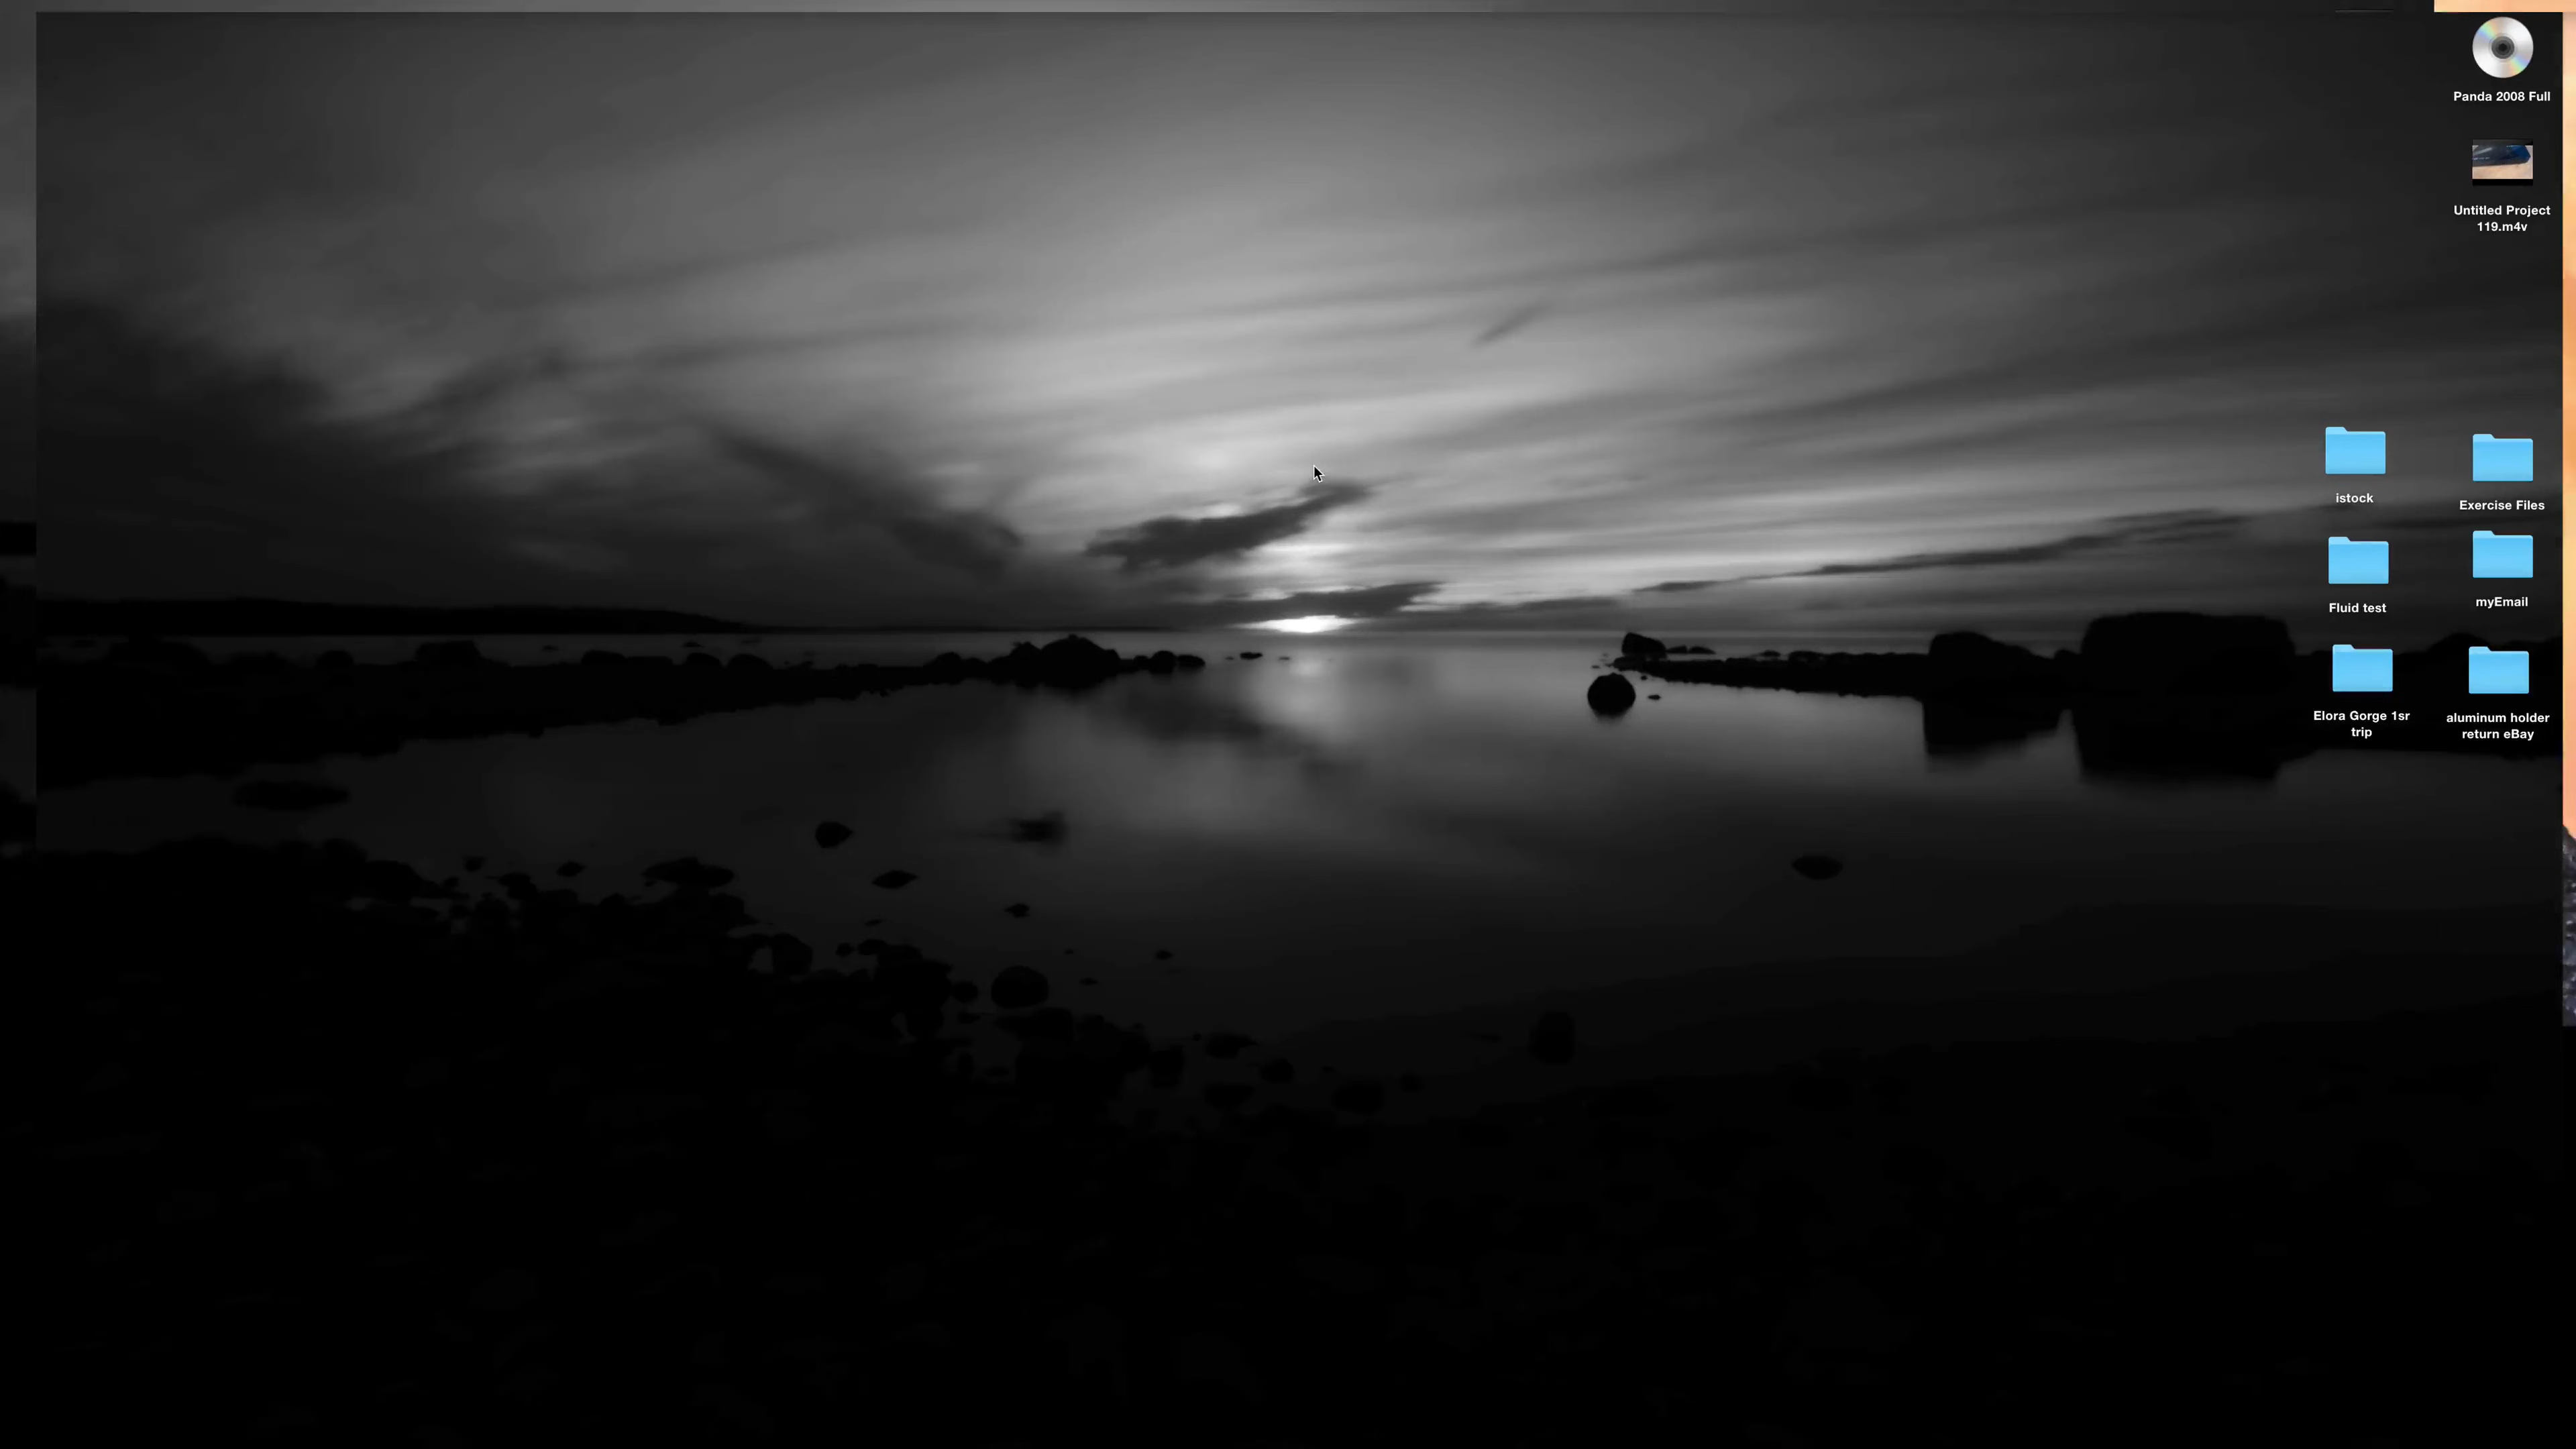 Panda 2008 Full
Untitled Project
119.m4v
istock
Exercise Files
Fluid test
myEmail
Elora Gorge 1sr
trip
aluminum holder
return eBay